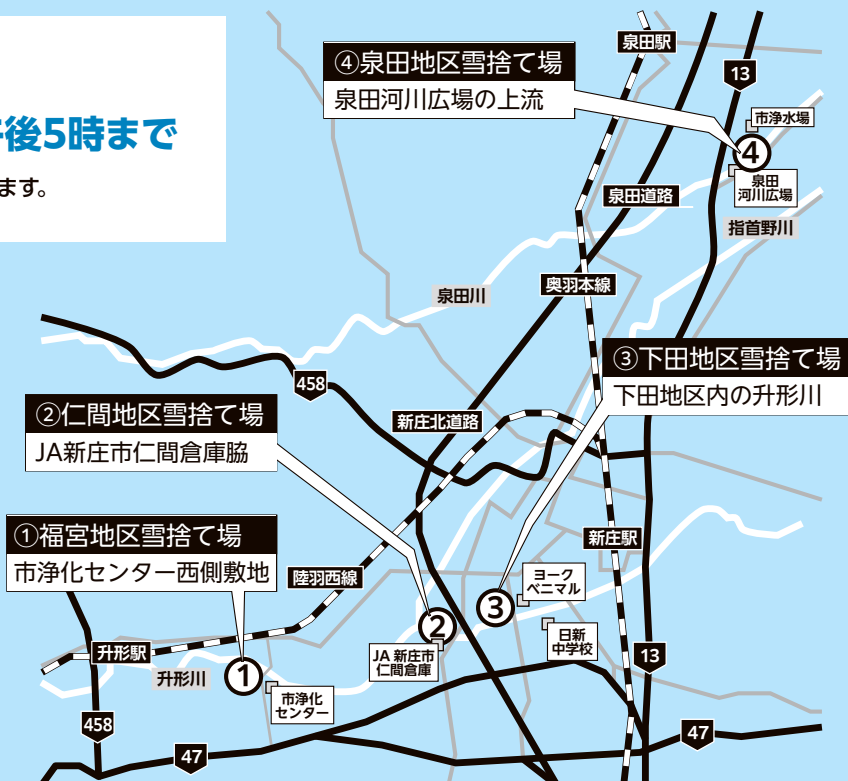 午後5時まで
ます。
④泉田地区雪捨て場
泉田河川広場の上流
泉田駅
13
市浄水場
4
泉田
河川広場
泉田道路
指首野川
奥羽本線
泉田川
③下田地区雪捨て場
下田地区内の升形川
458
②仁間地区雪捨て場
JA新庄市仁間倉庫脇
新庄北道路
①福宮地区雪捨て場
市浄化センター西側敷地
新庄駅
陸羽西線
ヨーク
ベニマル
3
2
日新
中学校
JA 新庄市
仁間倉庫
升形駅
升形川
1
13
市浄化
センター
458
47
47